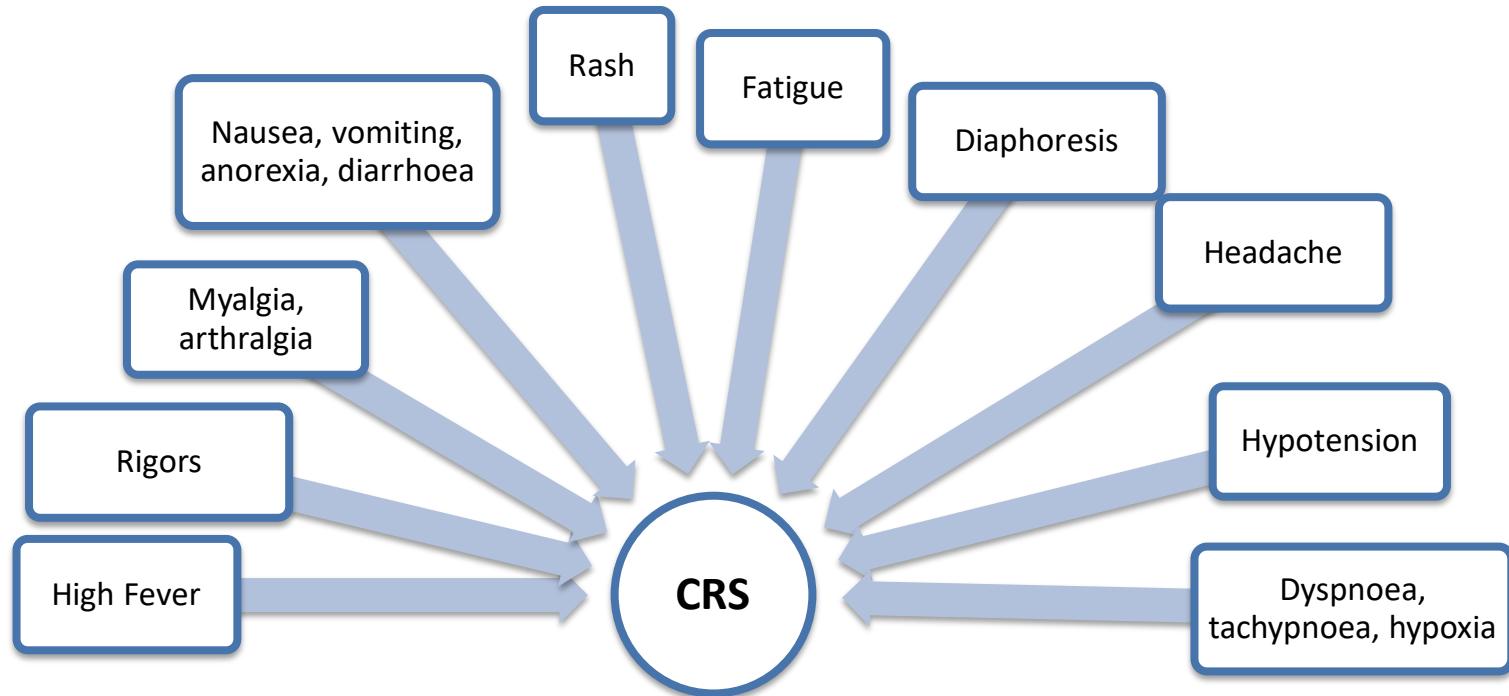 Rash
Fatigue
Nausea, vomiting,
anorexia, diarrhoea
Diaphoresis
Headache
Myalgia,
arthralgia
Rigors
Hypotension
High Fever
CRS
Dyspnoea,
tachypnoea, hypoxia